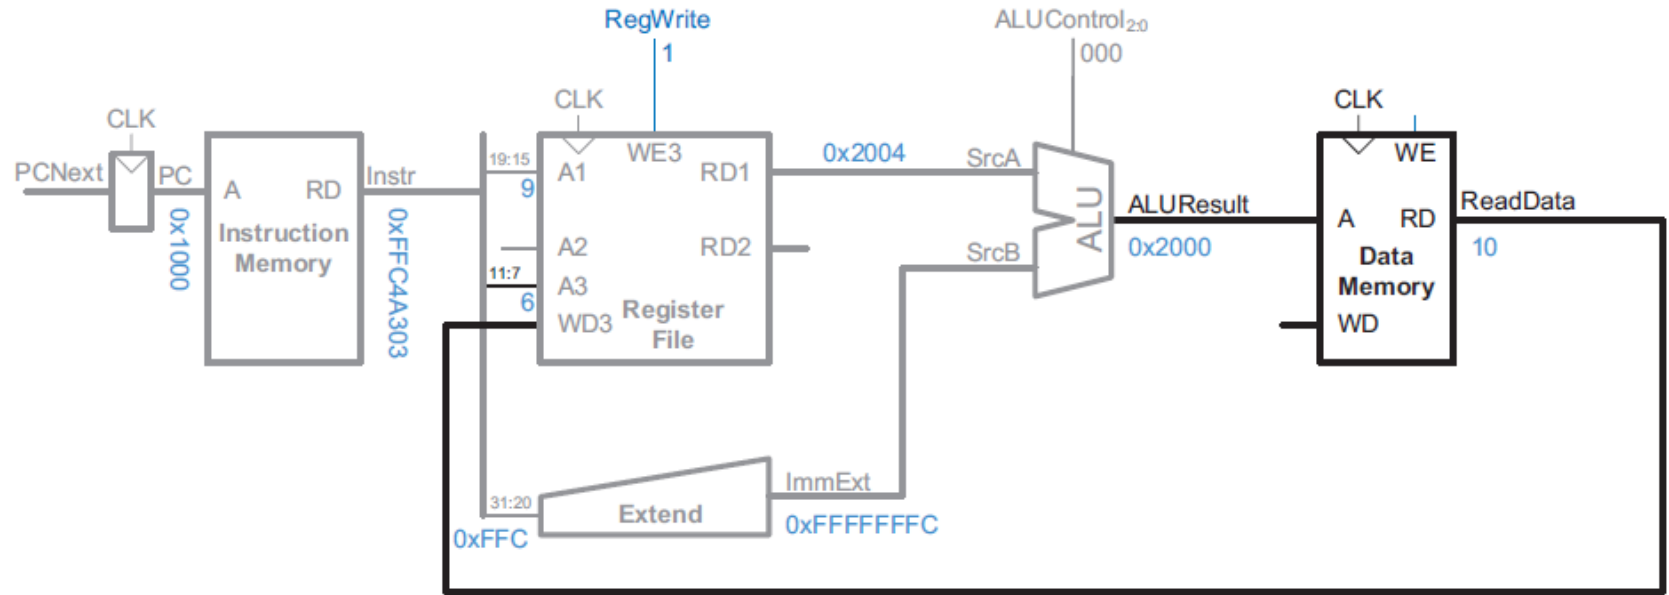 RegWrite
1
ALUControl2:0
000
CLK
PCNext
PC
0x1000
A
RD
Instruction
Memory
Instr
0xFFC4A303
CLK
19:15
9
A1
WE3
RD1
A2
RD2
11:7
6
A3
WD3
Register
File
0x2004
SrcA
SrcB
ALU
ALUResult
0x2000
CLK
WE
A
RD
Data
Memory
WD
ReadData
10
31:20
0xFFC
Extend
ImmExt
0xFFFFFFFC